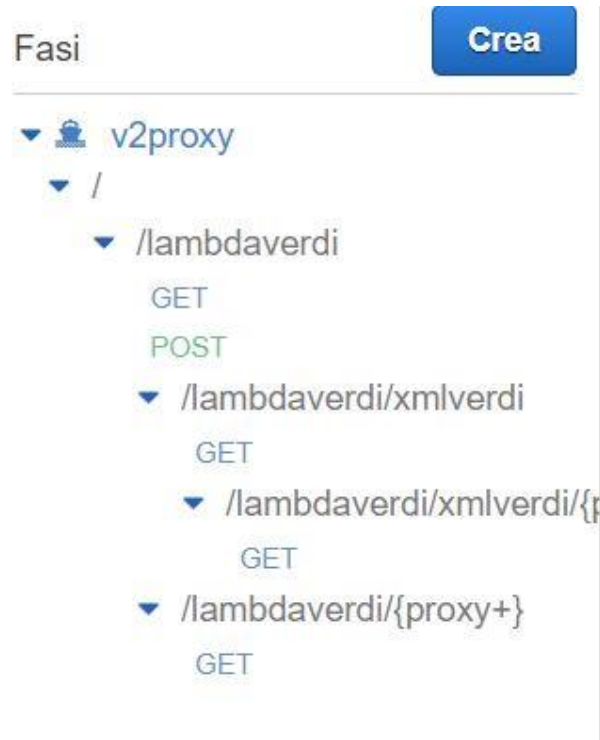 Fasi
Crea
v2proxy
/
/lambdaverdi
GET
POST
/lambdaverdi/xmlverdi
GET
/lambdaverdi/xmlverdi/{p
GET
/lambdaverdi/{proxy+}
GET